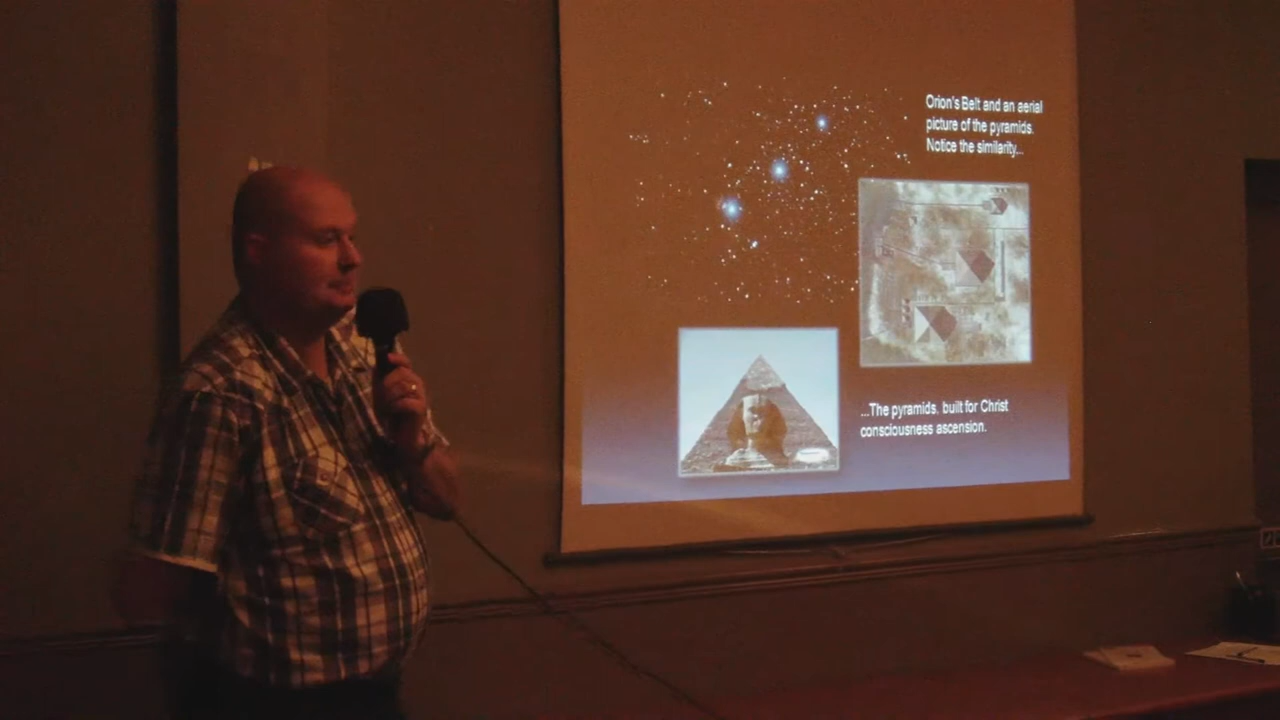 Orion's Belt and an aerial
picture of the pyramids.
Notice the similarity...
...The pyramids, built for Christ
consciousness ascension.